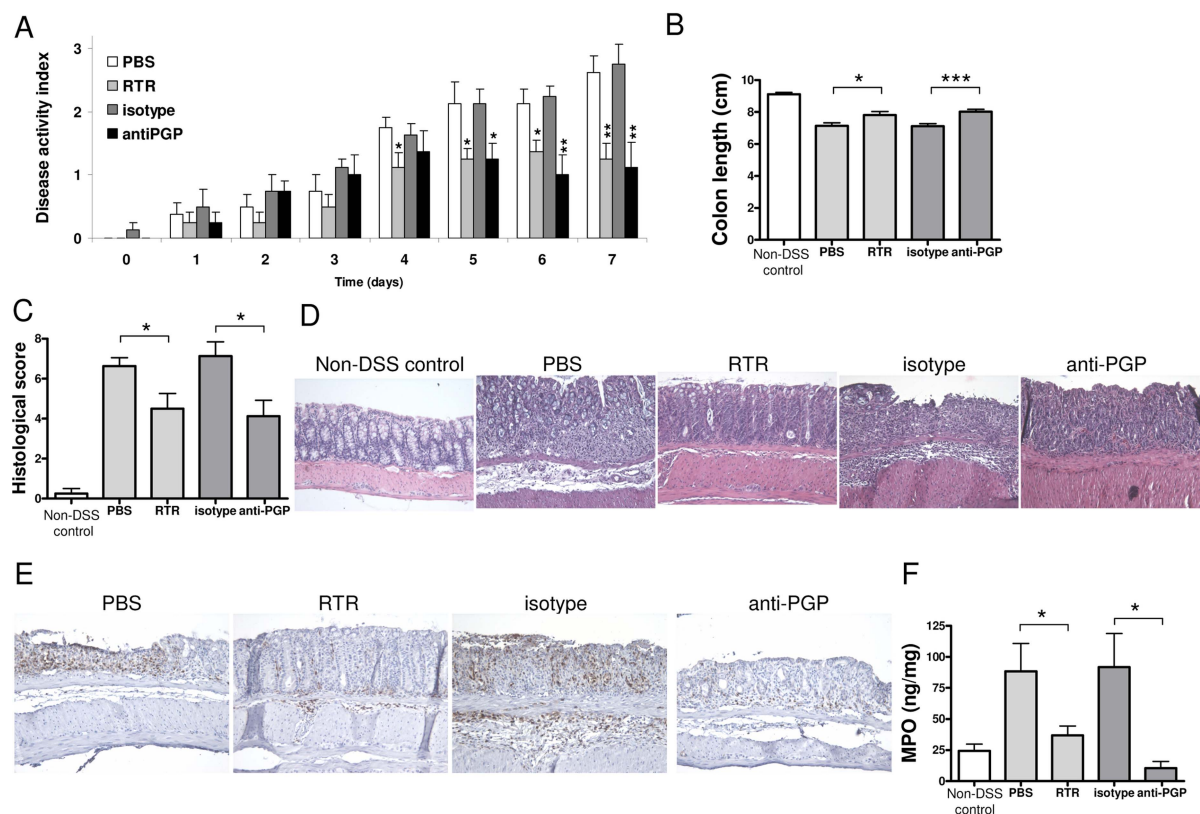 A
Disease activity index
3
2
1
0
PBS
RTR
isotype
antiPGP
*
*
*
*
**
**
**
0 1 2 3 4 5 6 7
Time (days)
B
Colon length (cm)
10
8
6
4
2
0
* ***
Non-DSS control
PBS RTR isotype anti-PGP
C
Histological score
8
6
4
2
0
* *
Non-DSS control
PBS RTR isotype anti-PGP
D
Non-DSS control PBS RTR isotype anti-PGP
E
PBS RTR isotype anti-PGP
F
MPO (ng/mg)
125
100
75
50
25
0
* *
Non-DSS control
PBS RTR isotype anti-PGP